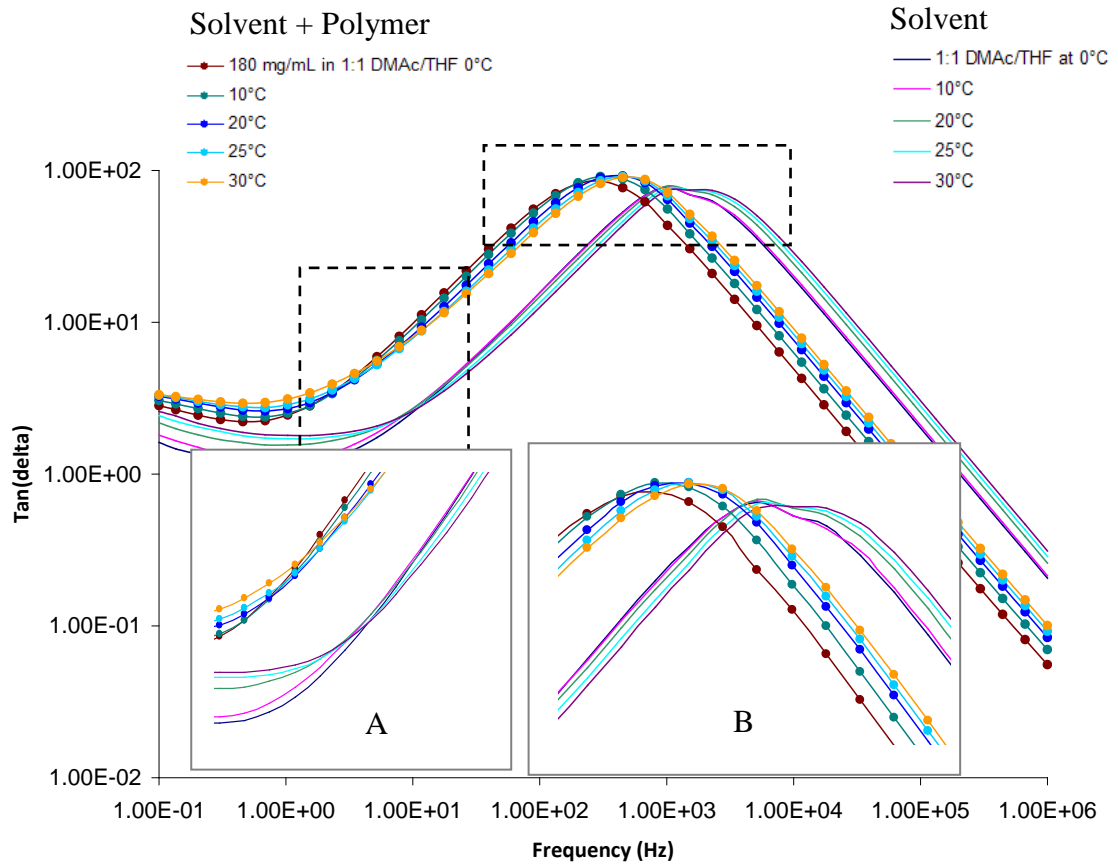 Solvent + Polymer
180 mg/mL in 1:1 DMAc/THF 0°C
10°C
20°C
25°C
30°C
Solvent
1:1 DMAc/THF at 0°C
10°C
20°C
25°C
30°C
Tan(delta)
1.00E+02
1.00E+01
1.00E+00
1.00E-01
1.00E-02
A
B
1.00E-01 1.00E+00 1.00E+01 1.00E+02 1.00E+03 1.00E+04 1.00E+05 1.00E+06
Frequency (Hz)